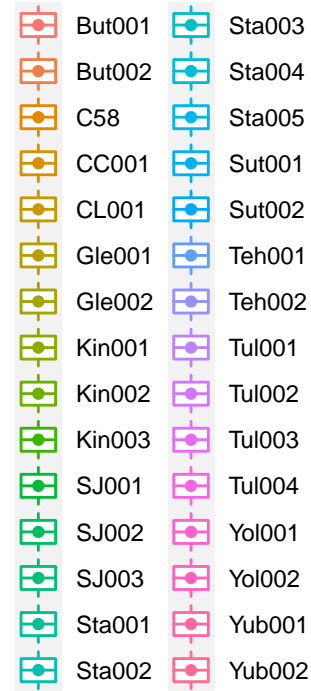 But001
But002
C58
CC001
CL001
Gle001
Gle002
Kin001
Kin002
Kin003
SJ001
SJ002
SJ003
Sta001
Sta002
Sta003
Sta004
Sta005
Sut001
Sut002
Teh001
Teh002
Tul001
Tul002
Tul003
Tul004
Yol001
Yol002
Yub001
Yub002